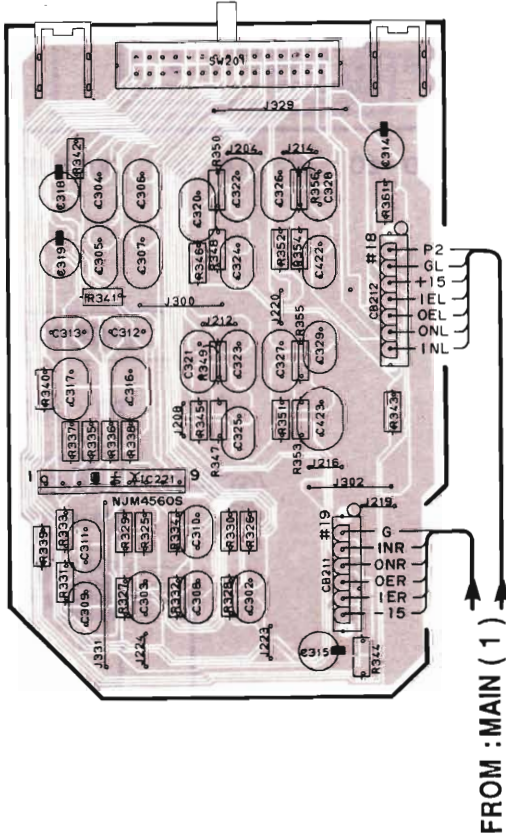 SW209
J329
R342
R350
J204
J214
C314
C318
C304
C306
C320
C322
C326
R356
C328
R361
C319
C305
C307
R346
R348
C324
R352
R354
C422
#18
CB212
P2
GL
+15
IEL
OEL
ONL
INL
R341
J300
J220
C313
C312
J212
R355
R340
C317
C316
C321
R349
C323
C327
C329
R337
R335
R336
R338
J208
R345
R347
C325
R351
R353
C423
R343
1
IC221
9
NJM4560S
J216
J302
J219
R339
R333
C311
R329
R325
R334
C310
R330
R326
#19
CB211
G
INR
ONR
OER
IER
-15
R331
C309
R327
C303
R332
C308
R328
C302
J331
J224
J223
C315
R344
FROM : MAIN ( 1 )